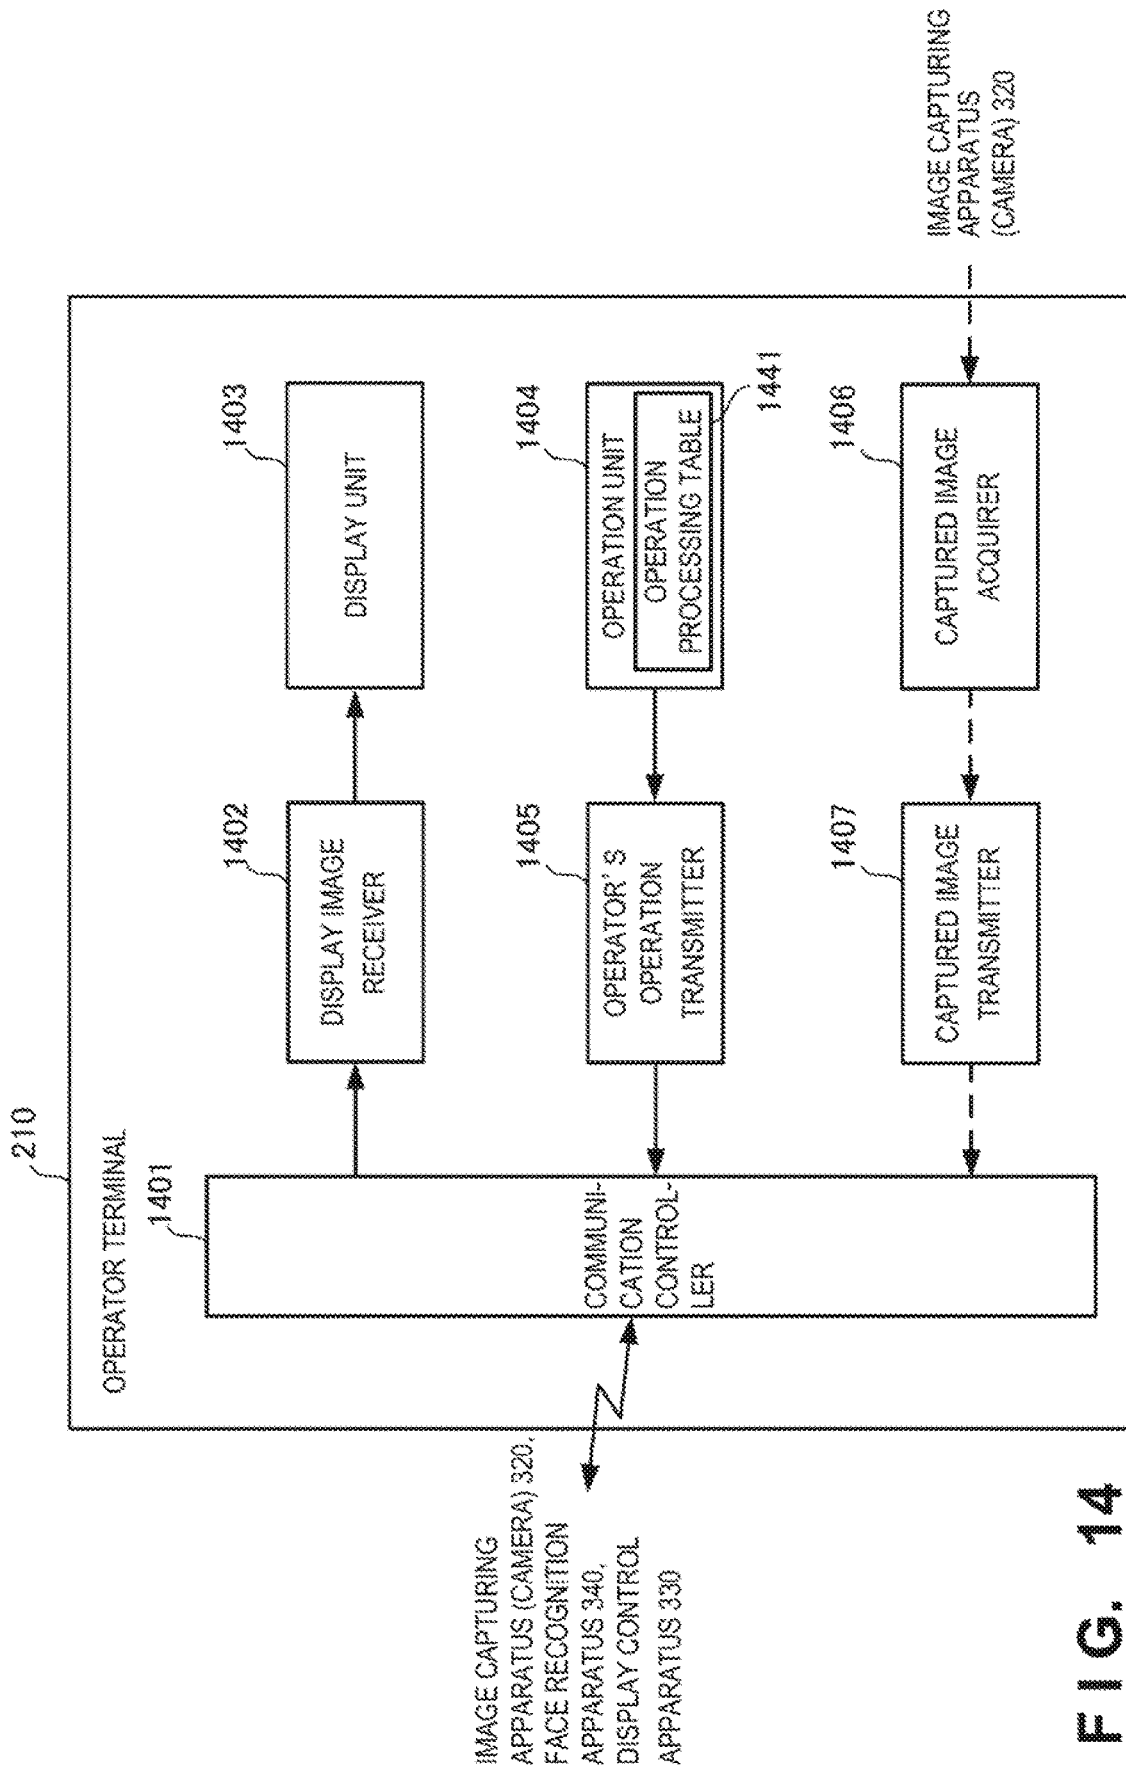 210
OPERATOR TERMINAL
1401
COMMUNI-
CATION
CONTROL-
LER
1402
DISPLAY IMAGE
RECEIVER
1403
DISPLAY UNIT
1405
OPERATOR'S
OPERATION
TRANSMITTER
1404
OPERATION UNIT
OPERATION
PROCESSING TABLE
1441
1407
CAPTURED IMAGE
TRANSMITTER
1406
CAPTURED IMAGE
ACQUIRER
IMAGE CAPTURING
APPARATUS
(CAMERA) 320
IMAGE CAPTURING
APPARATUS (CAMERA) 320,
FACE RECOGNITION
APPARATUS 340,
DISPLAY CONTROL
APPARATUS 330
FIG. 14